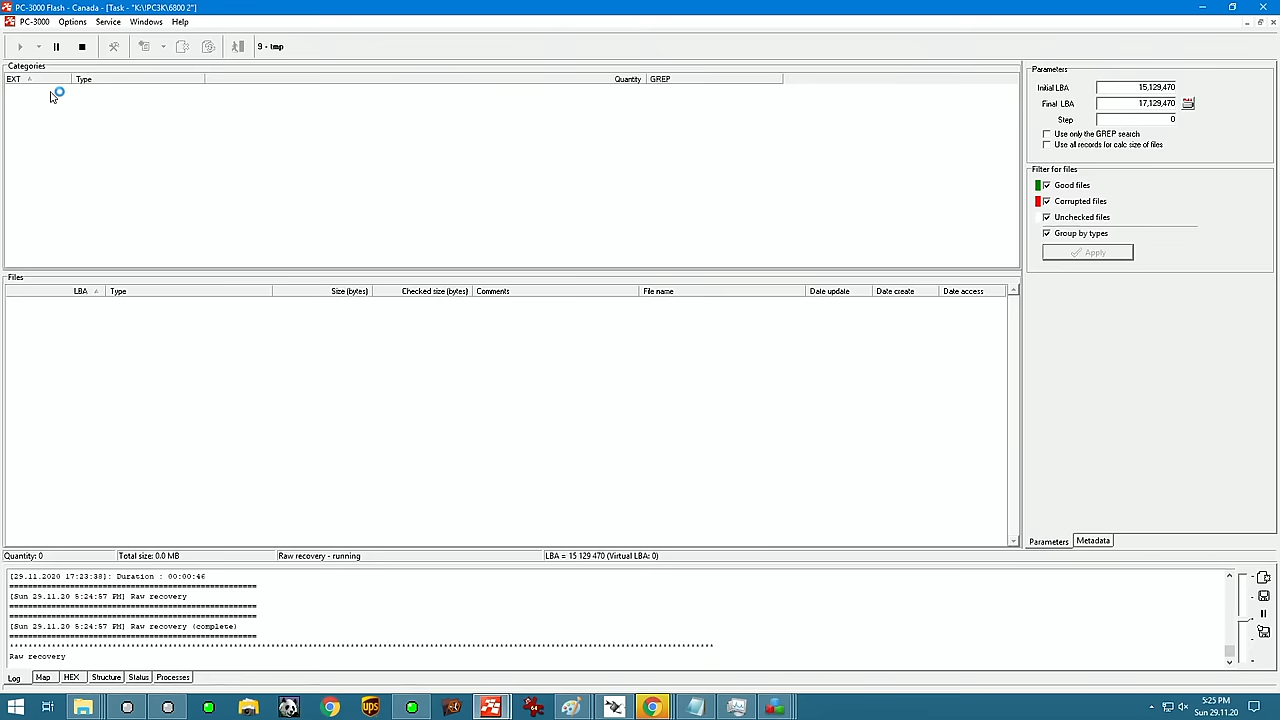 PC-3000 Flash - Canada - [Task - "K:\!PC3K\6800 2"]
PC-3000 Options Service Windows Help
9 - tmp
Categories
EXT Type Quantity GREP
Parameters
Initial LBA 15,129,470
Final LBA 17,129,470
Step 0
Use only the GREP search
Use all records for calc size of files
Filter for files
Good files
Corrupted files
Unchecked files
Group by types
Apply
Files
LBA Type Size (bytes) Checked size (bytes) Comments File name Date update Date create Date access
Parameters Metadata
Quantity: 0 Total size: 0.0 MB Raw recovery - running LBA = 15 129 470 (Virtual LBA: 0)
[29.11.2020 17:23:38]: Duration : 00:00:46
==================================================
[Sun 29.11.20 5:24:57 PM] Raw recovery
==================================================
==================================================
[Sun 29.11.20 5:24:57 PM] Raw recovery (complete)
==================================================
Raw recovery
Log Map HEX Structure Status Processes
ups
64
5:25 PM
Sun 29.11.20